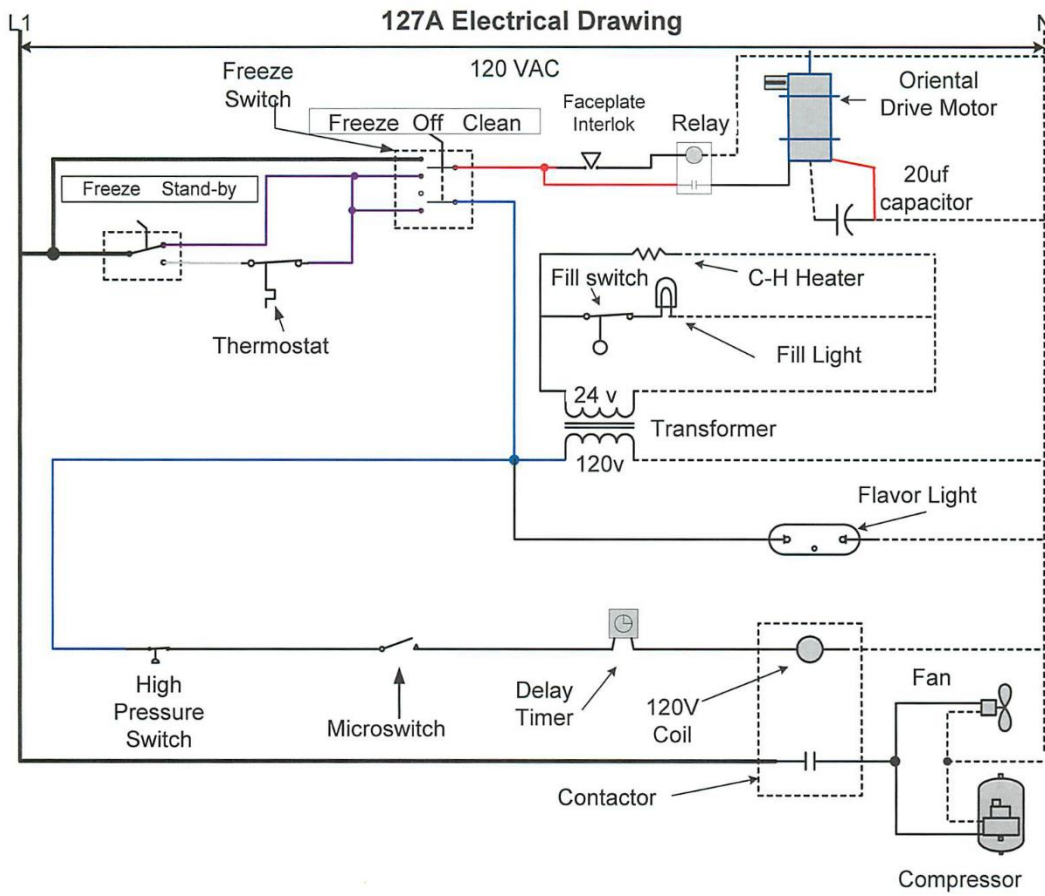 L1
127A Electrical Drawing
N
120 VAC
Freeze
Switch
Freeze Off Clean
Faceplate
Interlok
Relay
Oriental
Drive Motor
20uf
capacitor
Freeze Stand-by
Thermostat
Fill switch
C-H Heater
Fill Light
24 v
Transformer
120v
Flavor Light
High
Pressure
Switch
Microswitch
Delay
Timer
120V
Coil
Fan
Contactor
Compressor